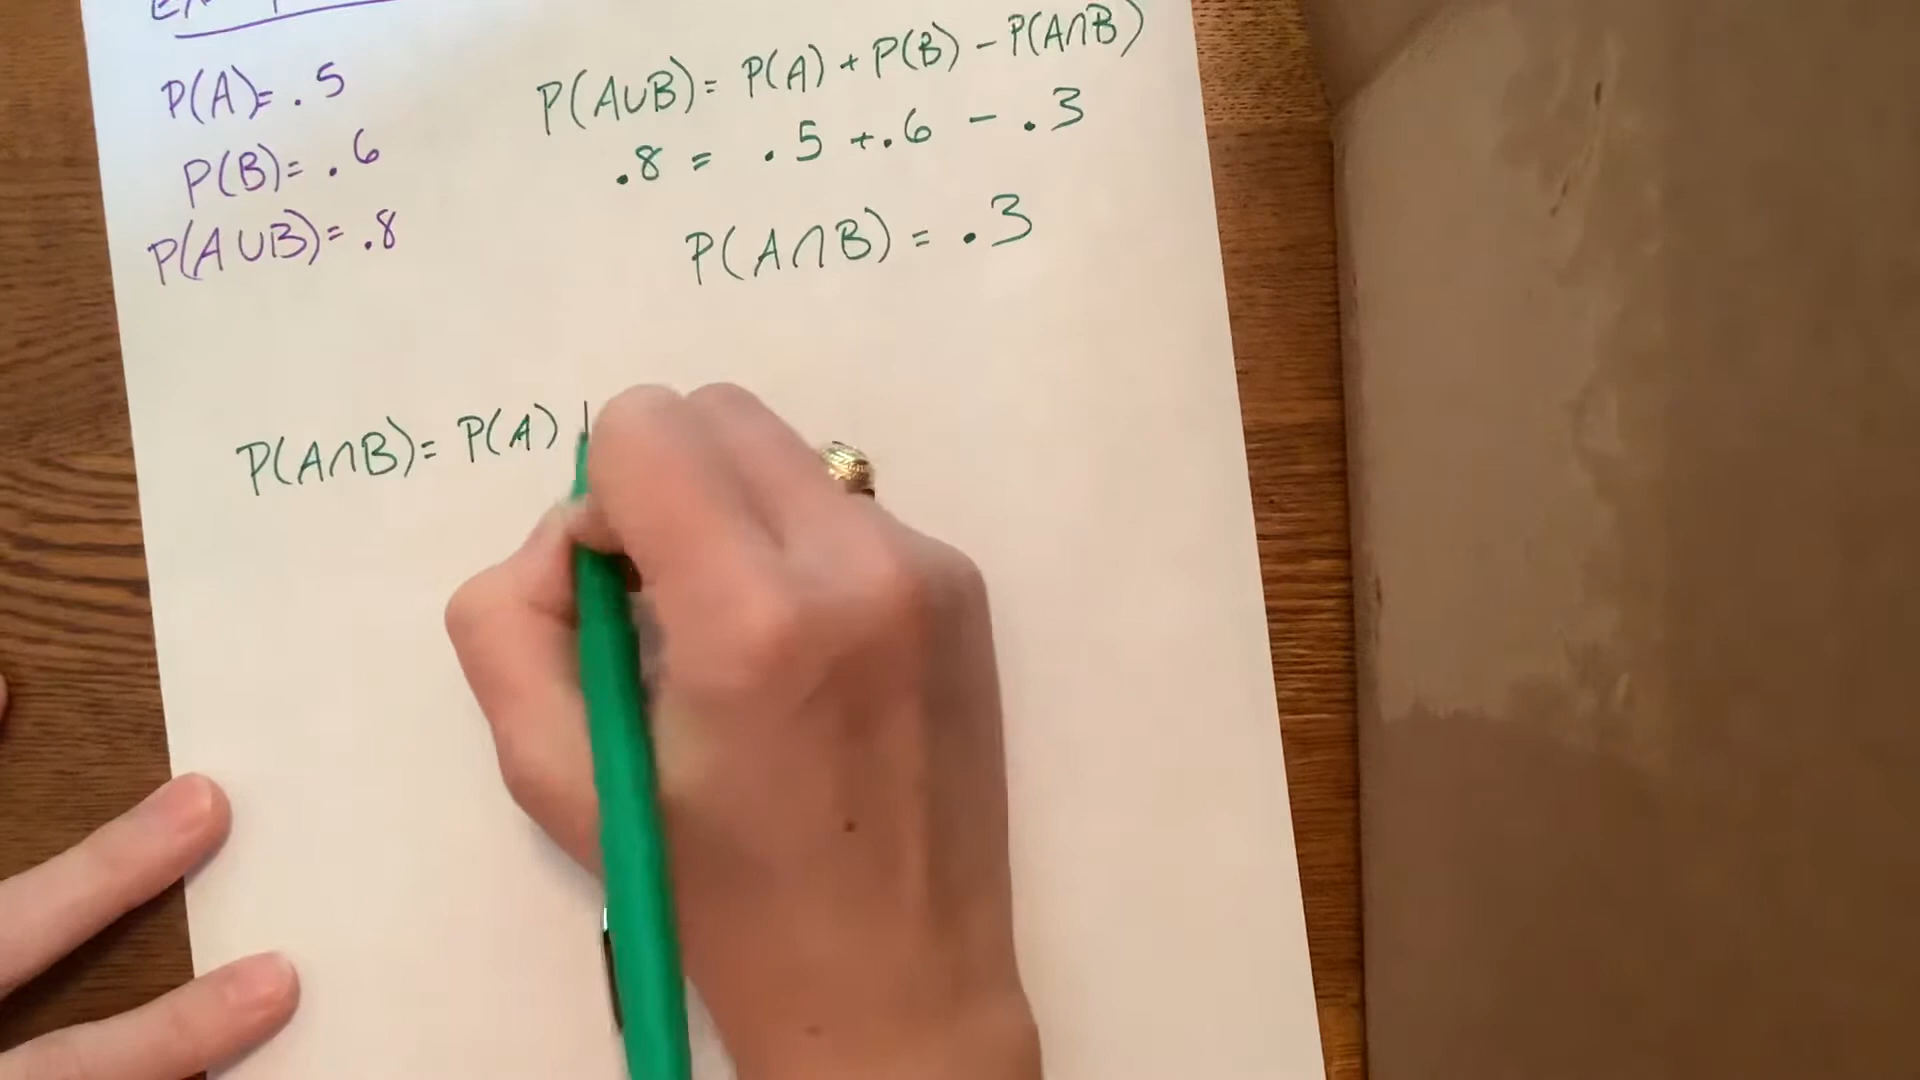 P(A)= .5
P(B)= .6
P(A∪B)= .8
P(A∪B)= P(A) + P(B) - P(A∩B)
.8 = .5 +.6 - .3
P(A∩B) = .3
P(A∩B)= P(A)